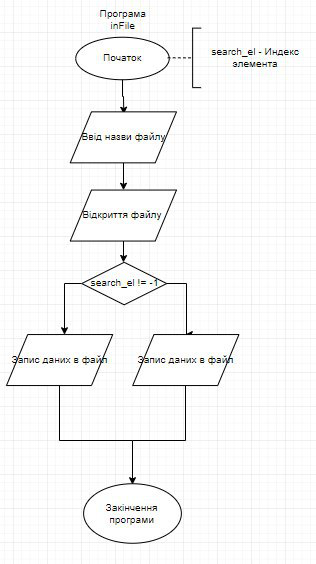 Програма
inFile
Початок
search_el - Индекс
элемента
Ввід назви файлу
Відкриття файлу
search_el != -1
Запис даних в файл
Запис даних в файл
Закінчення
програми